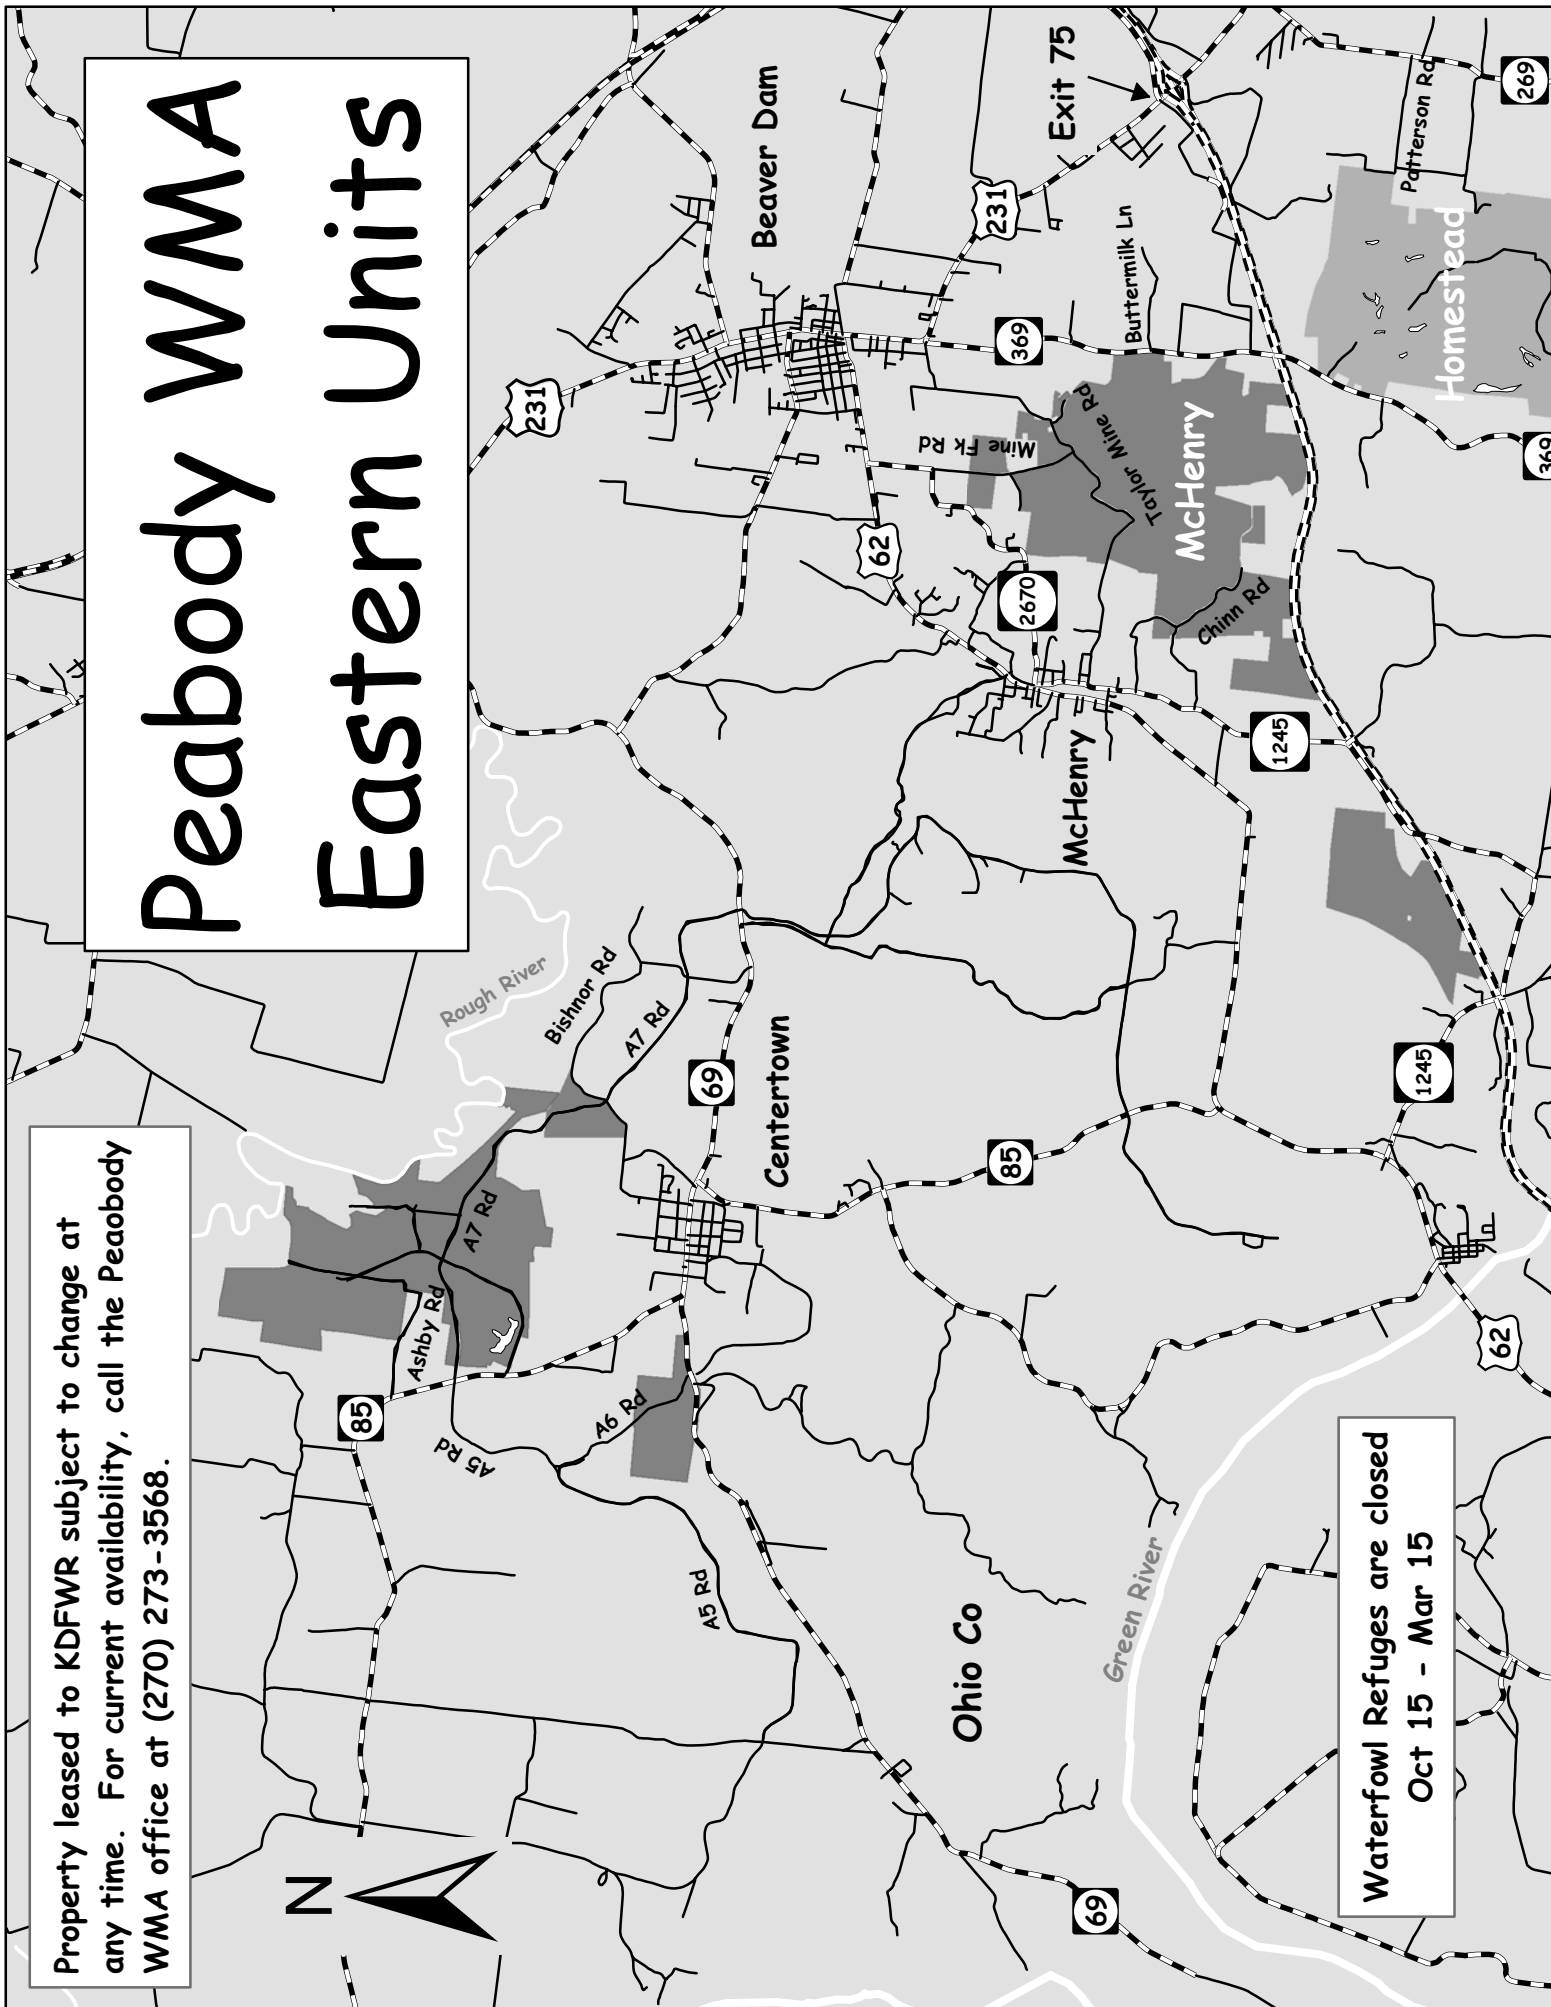 Peabody WMA
Eastern Units
Property leased to KDFWR subject to change at
any time. For current availability, call the Peabody
WMA office at (270) 273-3568.
N
85
Ashby Rd
A7 Rd
A5 Rd
A6 Rd
A5 Rd
Rough River
Bishnor Rd
A7 Rd
69
Centertown
85
231
Beaver Dam
62
Mine Fk Rd
2670
231
Exit 75
369
Buttermilk Ln
Taylor Mine Rd
McHenry
Chinn Rd
McHenry
1245
Patterson Rd
269
Homestead
369
1245
62
Ohio Co
Green River
69
Waterfowl Refuges are closed
Oct 15 - Mar 15